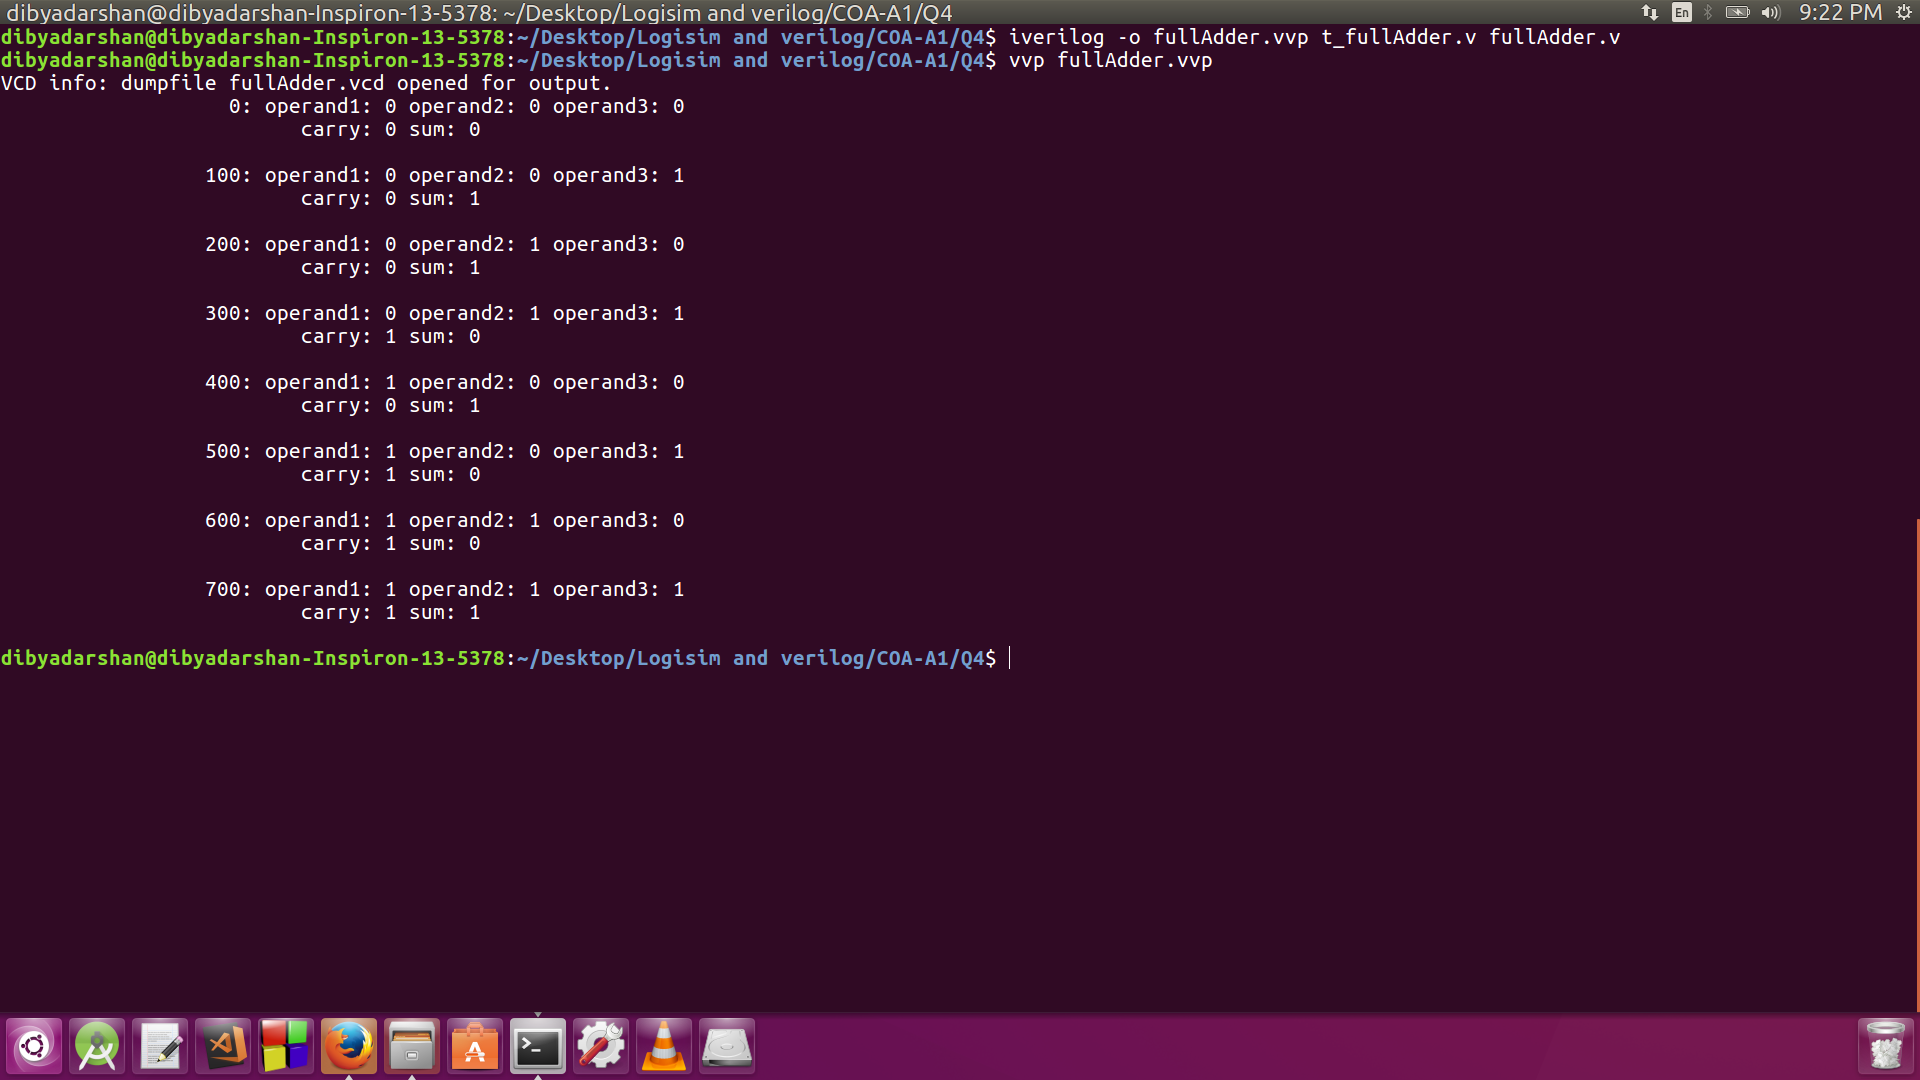 dibyadarshan@dibyadarshan-Inspiron-13-5378: ~/Desktop/Logisim and verilog/COA-A1/Q4 En 9:22 PM
dibyadarshan@dibyadarshan-Inspiron-13-5378:~/Desktop/Logisim and verilog/COA-A1/Q4$ iverilog -o fullAdder.vvp t_fullAdder.v fullAdder.v
dibyadarshan@dibyadarshan-Inspiron-13-5378:~/Desktop/Logisim and verilog/COA-A1/Q4$ vvp fullAdder.vvp
VCD info: dumpfile fullAdder.vcd opened for output.
0: operand1: 0 operand2: 0 operand3: 0
carry: 0 sum: 0
100: operand1: 0 operand2: 0 operand3: 1
carry: 0 sum: 1
200: operand1: 0 operand2: 1 operand3: 0
carry: 0 sum: 1
300: operand1: 0 operand2: 1 operand3: 1
carry: 1 sum: 0
400: operand1: 1 operand2: 0 operand3: 0
carry: 0 sum: 1
500: operand1: 1 operand2: 0 operand3: 1
carry: 1 sum: 0
600: operand1: 1 operand2: 1 operand3: 0
carry: 1 sum: 0
700: operand1: 1 operand2: 1 operand3: 1
carry: 1 sum: 1
dibyadarshan@dibyadarshan-Inspiron-13-5378:~/Desktop/Logisim and verilog/COA-A1/Q4$